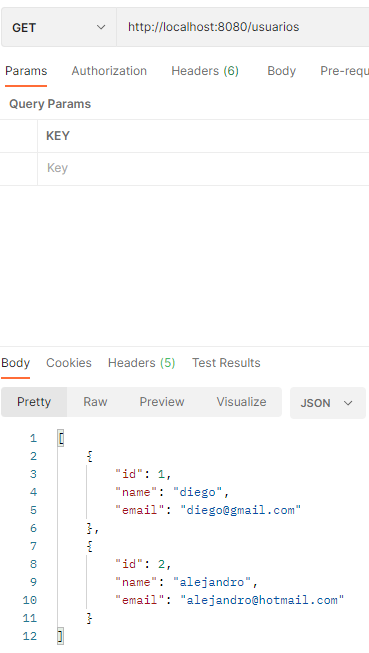 GET http://localhost:8080/usuarios
Params Authorization Headers (6) Body Pre-requ
Query Params
KEY
Key
Body Cookies Headers (5) Test Results
Pretty Raw Preview Visualize JSON
1 [
2 {
3 "id": 1,
4 "name": "diego",
5 "email": "diego@gmail.com"
6 },
7 {
8 "id": 2,
9 "name": "alejandro",
10 "email": "alejandro@hotmail.com"
11 }
12 ]